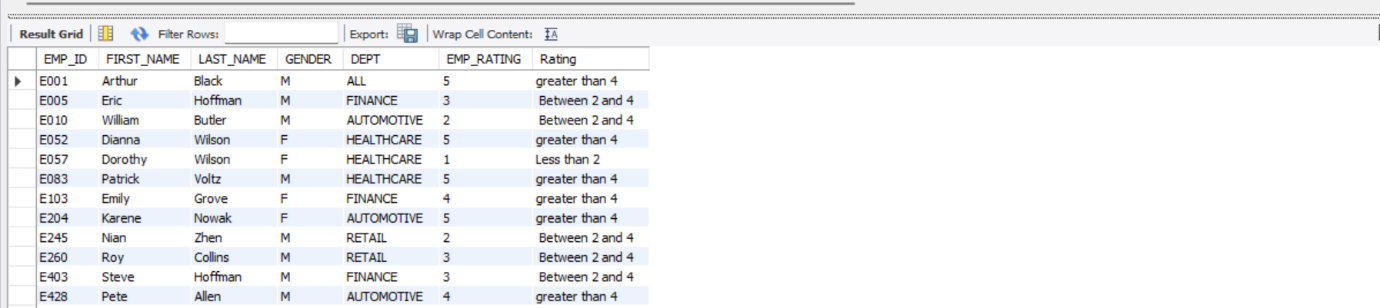 Result Grid Filter Rows: Export: Wrap Cell Content:
EMP_ID FIRST_NAME LAST_NAME GENDER DEPT EMP_RATING Rating
E001 Arthur Black M ALL 5 greater than 4
E005 Eric Hoffman M FINANCE 3 Between 2 and 4
E010 William Butler M AUTOMOTIVE 2 Between 2 and 4
E052 Dianna Wilson F HEALTHCARE 5 greater than 4
E057 Dorothy Wilson F HEALTHCARE 1 Less than 2
E083 Patrick Voltz M HEALTHCARE 5 greater than 4
E103 Emily Grove F FINANCE 4 greater than 4
E204 Karene Nowak F AUTOMOTIVE 5 greater than 4
E245 Nian Zhen M RETAIL 2 Between 2 and 4
E260 Roy Collins M RETAIL 3 Between 2 and 4
E403 Steve Hoffman M FINANCE 3 Between 2 and 4
E428 Pete Allen M AUTOMOTIVE 4 greater than 4